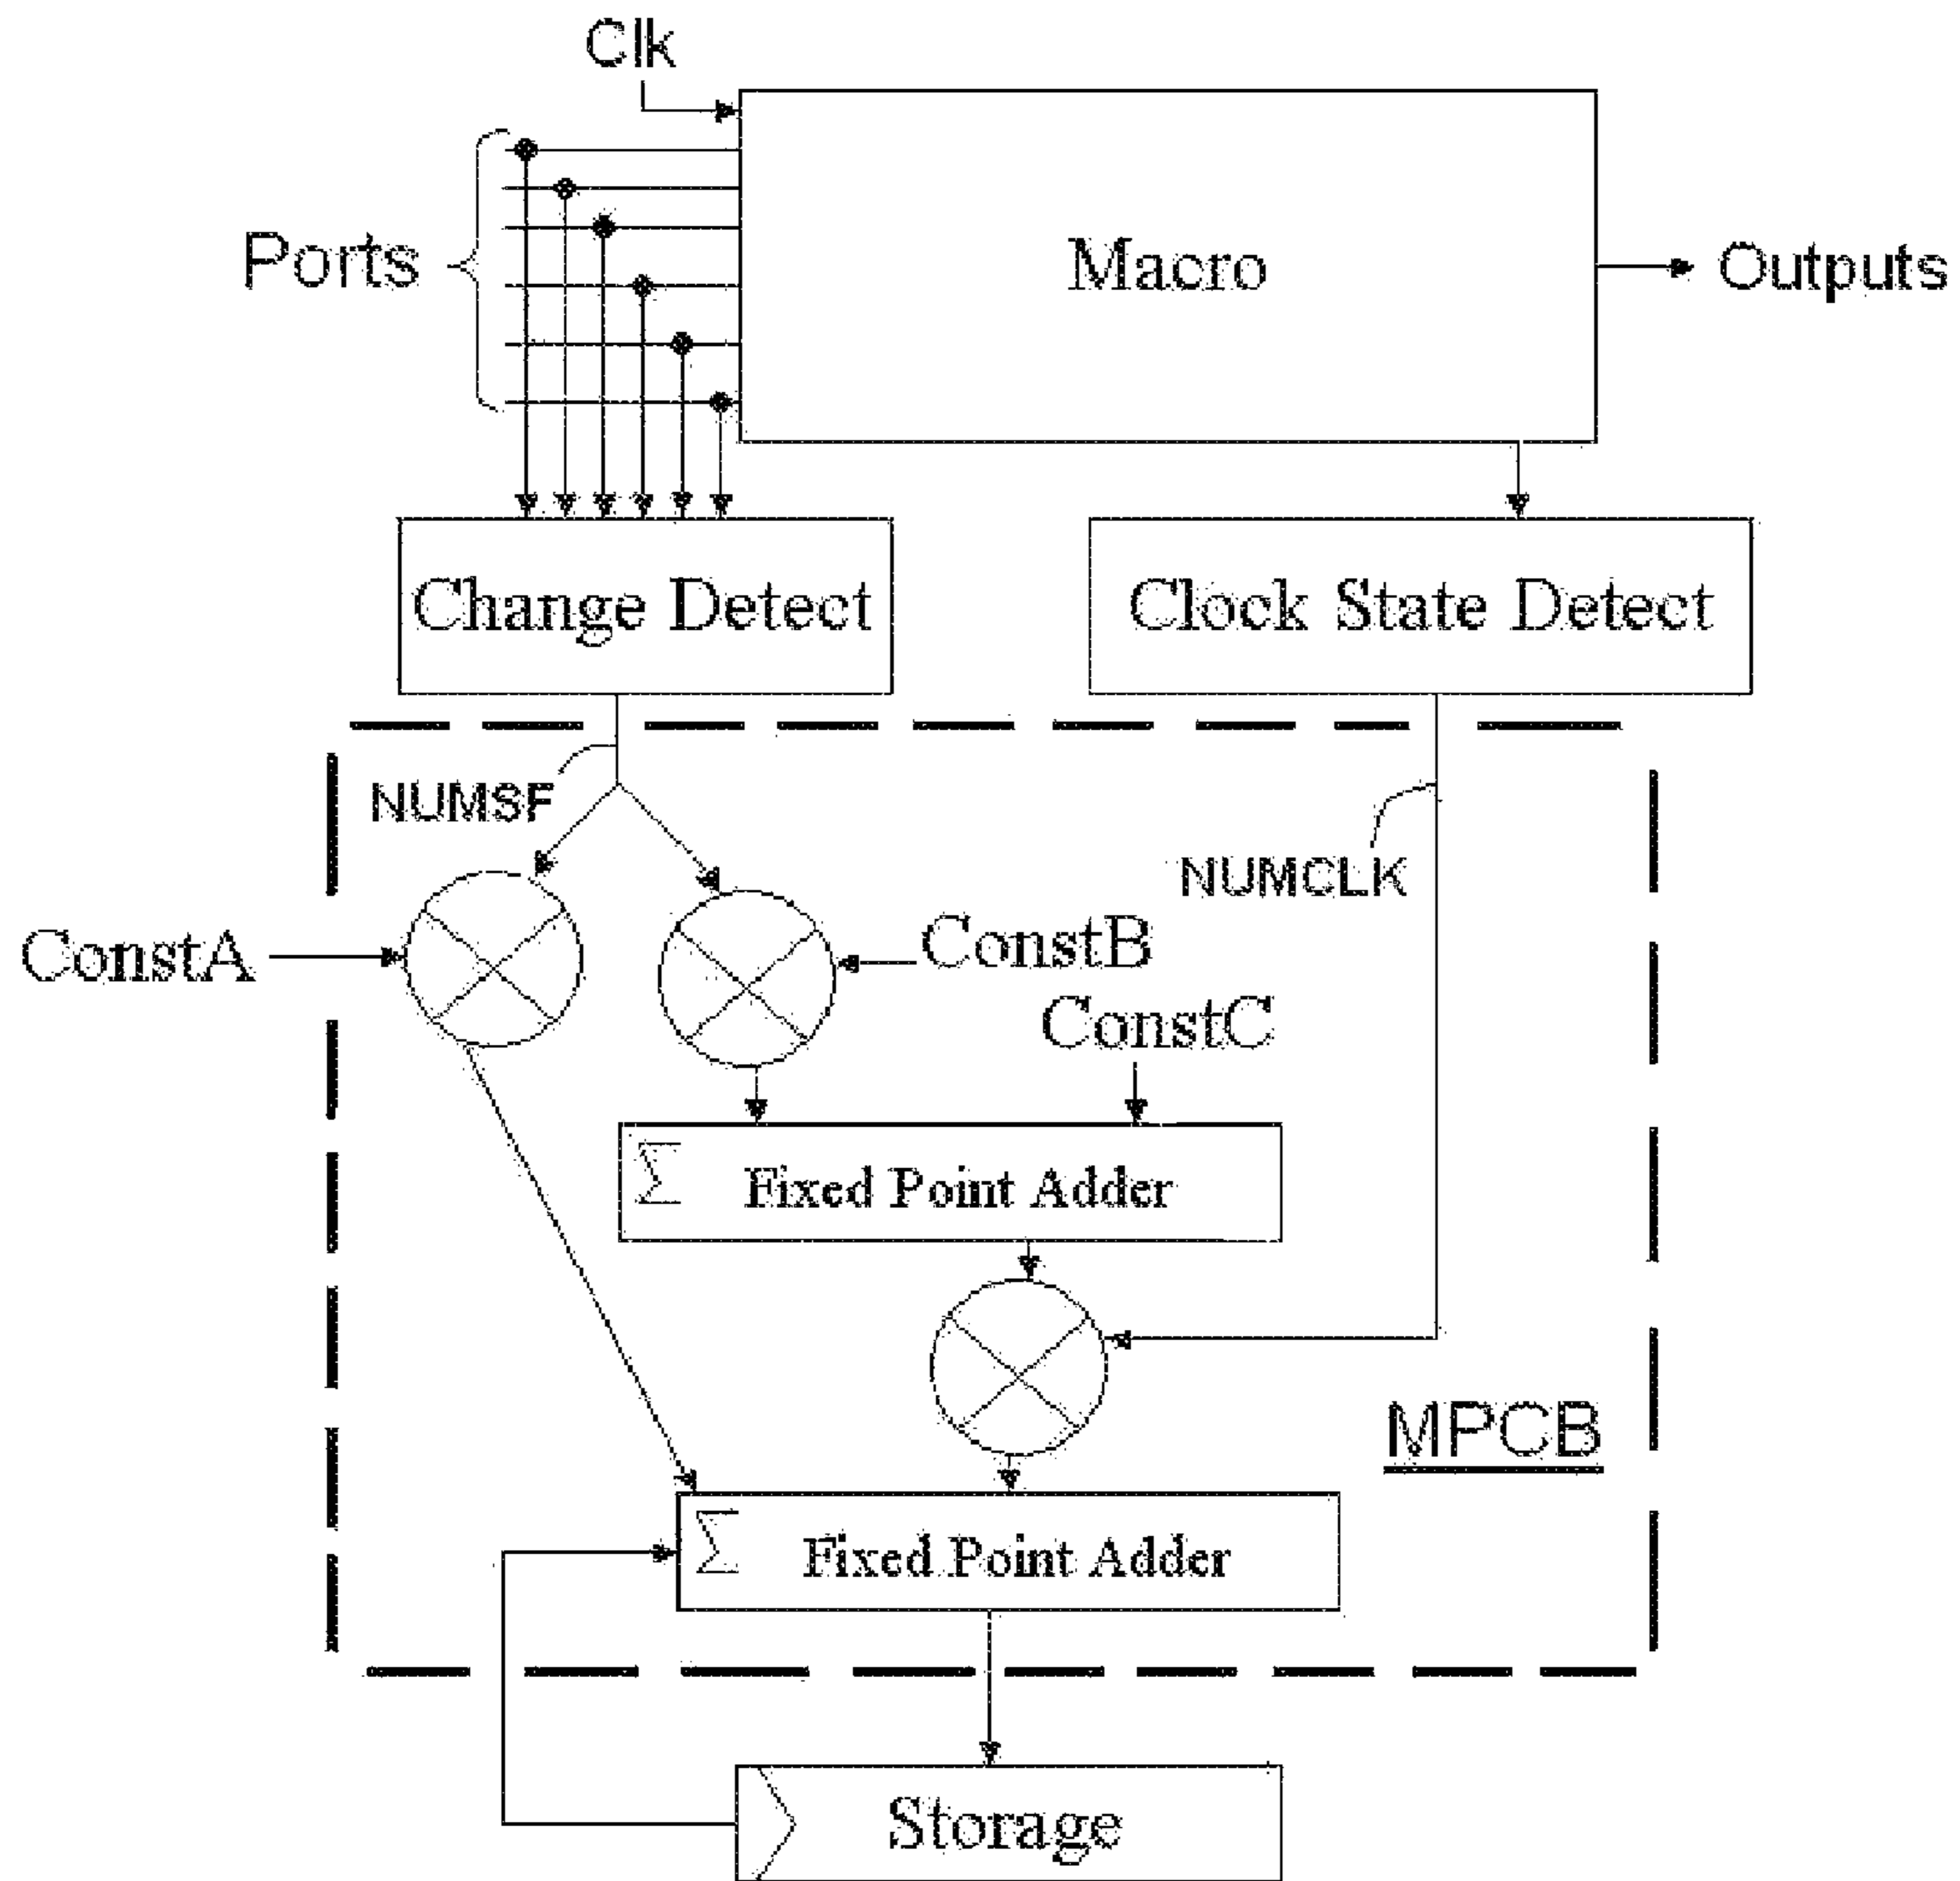 Clk
Ports
Macro
Outputs
Change Detect
Clock State Detect
NUMSF
NUMCLK
ConstA
ConstB
ConstC
Σ Fixed Point Adder
MPCB
Σ Fixed Point Adder
Storage